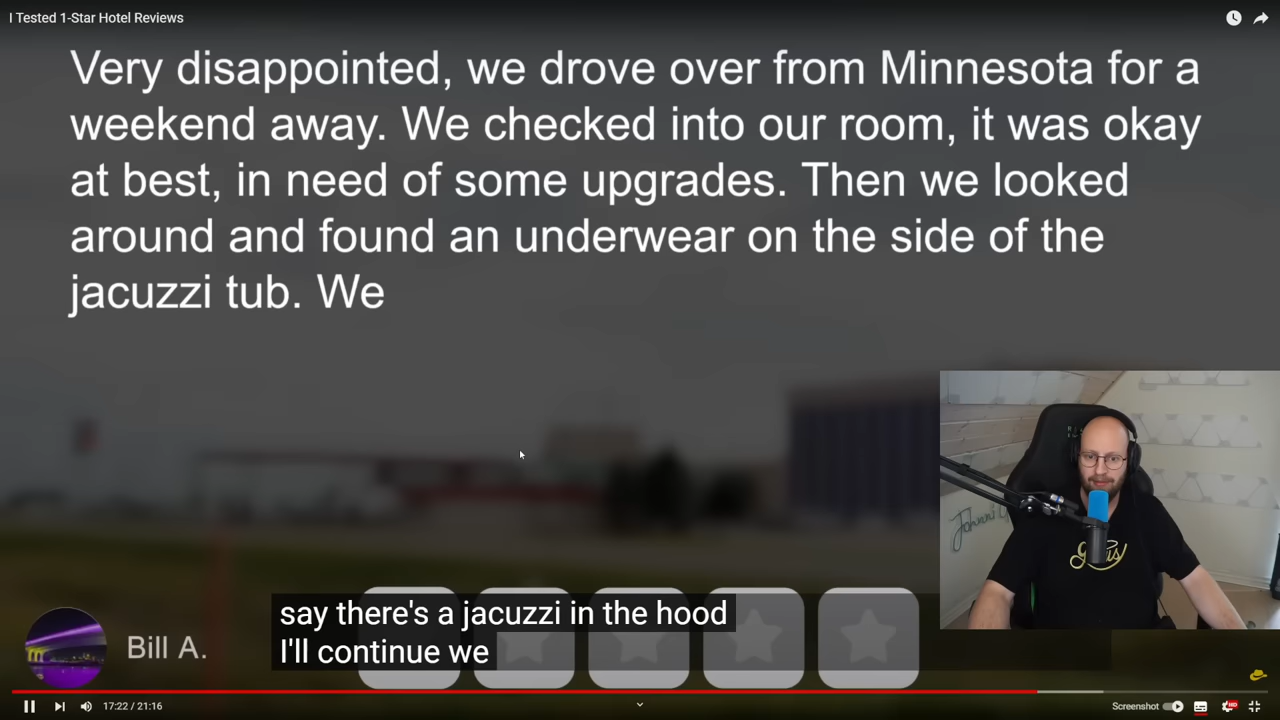 I Tested 1-Star Hotel Reviews
Very disappointed, we drove over from Minnesota for a
weekend away. We checked into our room, it was okay
at best, in need of some upgrades. Then we looked
around and found an underwear on the side of the
jacuzzi tub. We
say there's a jacuzzi in the hood
I'll continue we
Bill A.
17:22 / 21:16
Screenshot
HD